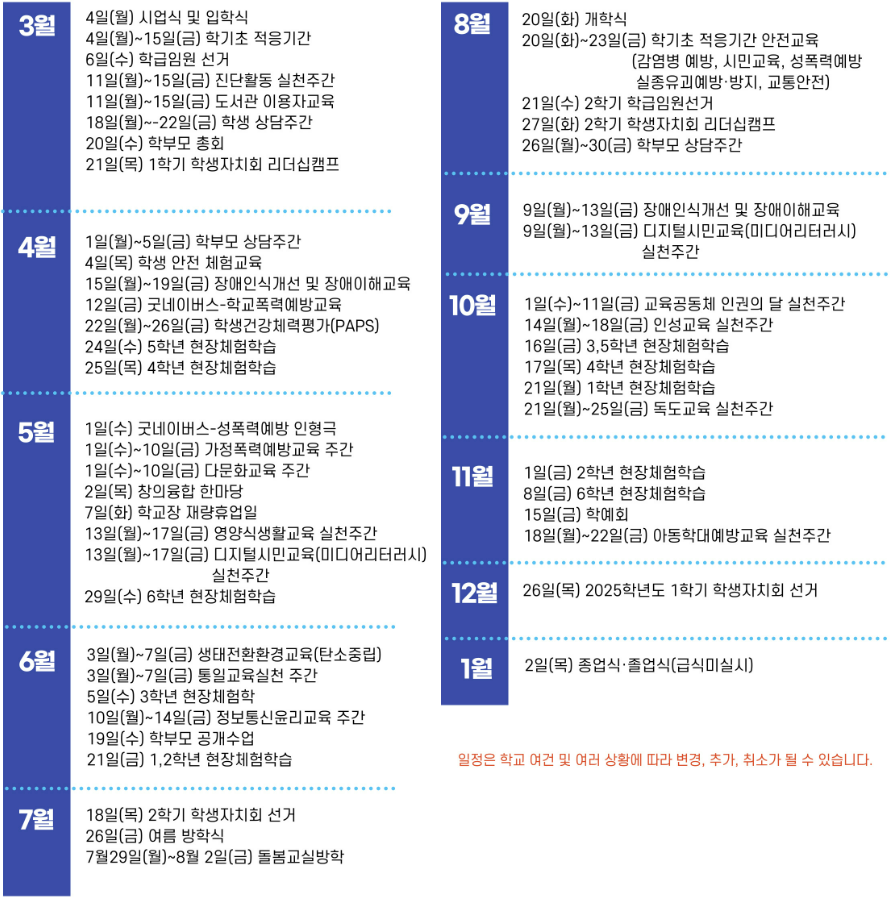 3월
4일(월) 시업식 및 입학식
4일(월)~15일(금) 학기초 적응기간
6일(수) 학급임원 선거
11일(월)~15일(금) 진단활동 실천주간
11일(월)~15일(금) 도서관 이용자교육
18일(월)~-22일(금) 학생 상담주간
20일(수) 학부모 총회
21일(목) 1학기 학생자치회 리더십캠프
4월
1일(월)~5일(금) 학부모 상담주간
4일(목) 학생 안전 체험교육
15일(월)~19일(금) 장애인식개선 및 장애이해교육
12일(금) 굿네이버스-학교폭력예방교육
22일(월)~26일(금) 학생건강체력평가(PAPS)
24일(수) 5학년 현장체험학습
25일(목) 4학년 현장체험학습
5월
1일(수) 굿네이버스-성폭력예방 인형극
1일(수)~10일(금) 가정폭력예방교육 주간
1일(수)~10일(금) 다문화교육 주간
2일(목) 창의융합 한마당
7일(화) 학교장 재량휴업일
13일(월)~17일(금) 영양식생활교육 실천주간
13일(월)~17일(금) 디지털시민교육(미디어리터러시)
실천주간
29일(수) 6학년 현장체험학습
6월
3일(월)~7일(금) 생태전환환경교육(탄소중립)
3일(월)~7일(금) 통일교육실천 주간
5일(수) 3학년 현장체험학
10일(월)~14일(금) 정보통신윤리교육 주간
19일(수) 학부모 공개수업
21일(금) 1,2학년 현장체험학습
7월
18일(목) 2학기 학생자치회 선거
26일(금) 여름 방학식
7월29일(월)~8월 2일(금) 돌봄교실방학
8월
20일(화) 개학식
20일(화)~23일(금) 학기초 적응기간 안전교육
(감염병 예방, 시민교육, 성폭력예방
실종유괴예방·방지, 교통안전)
21일(수) 2학기 학급임원선거
27일(화) 2학기 학생자치회 리더십캠프
26일(월)~30(금) 학부모 상담주간
9월
9일(월)~13일(금) 장애인식개선 및 장애이해교육
9일(월)~13일(금) 디지털시민교육(미디어리터러시)
실천주간
10월
1일(수)~11일(금) 교육공동체 인권의 달 실천주간
14일(월)~18일(금) 인성교육 실천주간
16일(금) 3,5학년 현장체험학습
17일(목) 4학년 현장체험학습
21일(월) 1학년 현장체험학습
21일(월)~25일(금) 독도교육 실천주간
11월
1일(금) 2학년 현장체험학습
8일(금) 6학년 현장체험학습
15일(금) 학예회
18일(월)~22일(금) 아동학대예방교육 실천주간
12월
26일(목) 2025학년도 1학기 학생자치회 선거
1월
2일(목) 종업식·졸업식(급식미실시)
일정은 학교 여건 및 여러 상황에 따라 변경, 추가, 취소가 될 수 있습니다.